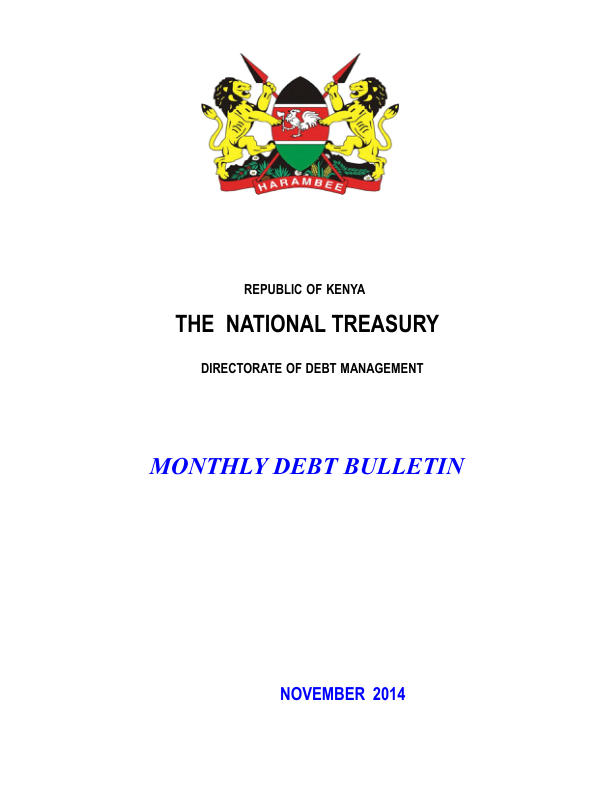 HARAMBEE
REPUBLIC OF KENYA
THE NATIONAL TREASURY
DIRECTORATE OF DEBT MANAGEMENT
MONTHLY DEBT BULLETIN
NOVEMBER 2014